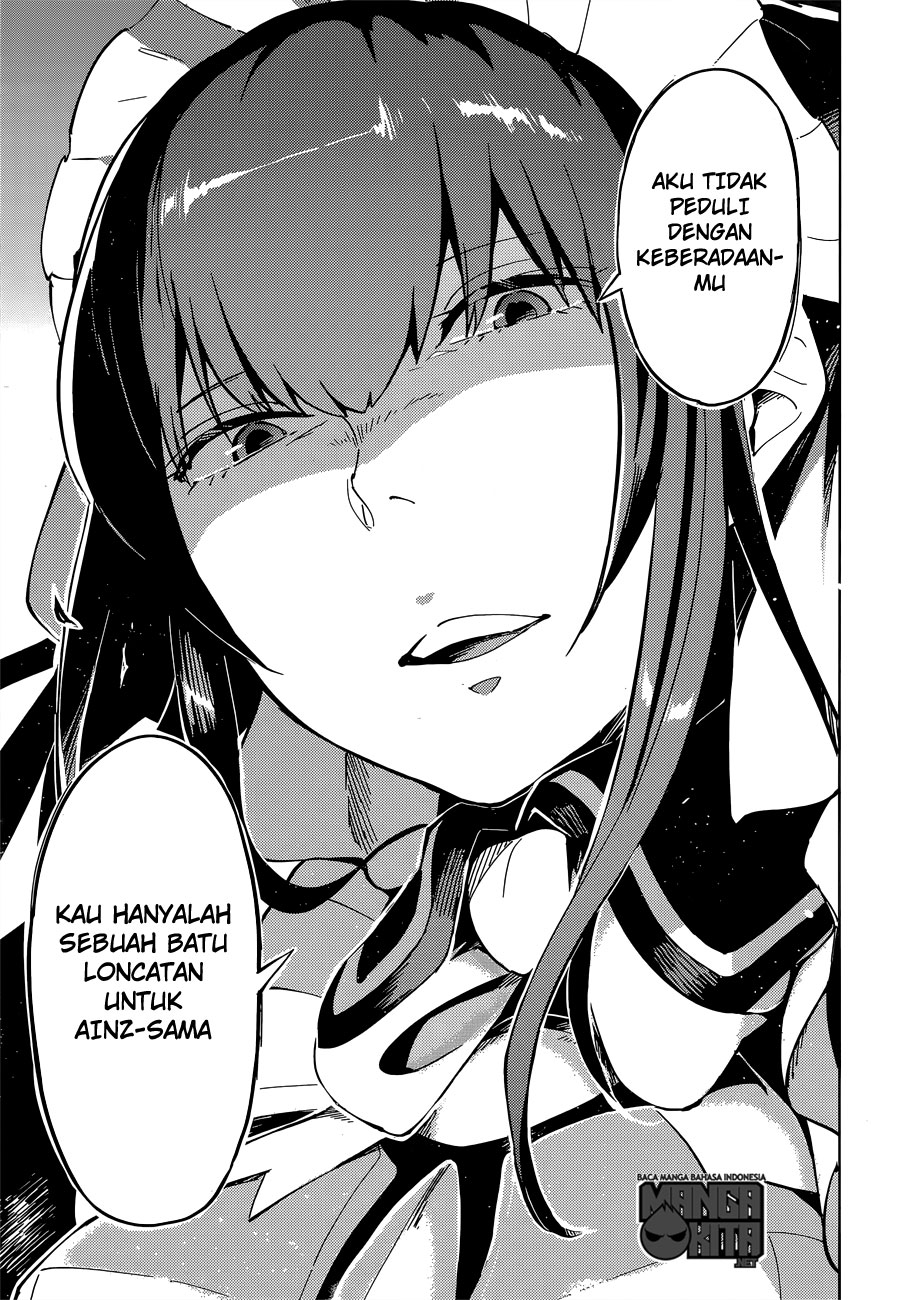 AKU TIDAK
PEDULI
DENGAN
KEBERADAAN-
MU
KAU HANYALAH
SEBUAH BATU
LONCATAN
UNTUK
AINZ-SAMA
BACA MANGA BAHASA INDONESIA
MANGA
KITA
.NET